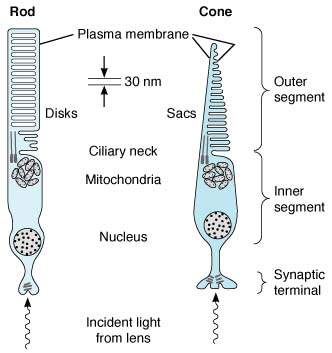 Rod
Cone
Plasma membrane
30 nm
Disks
Sacs
Outer
segment
Ciliary neck
Mitochondria
Inner
segment
Nucleus
Synaptic
terminal
Incident light
from lens